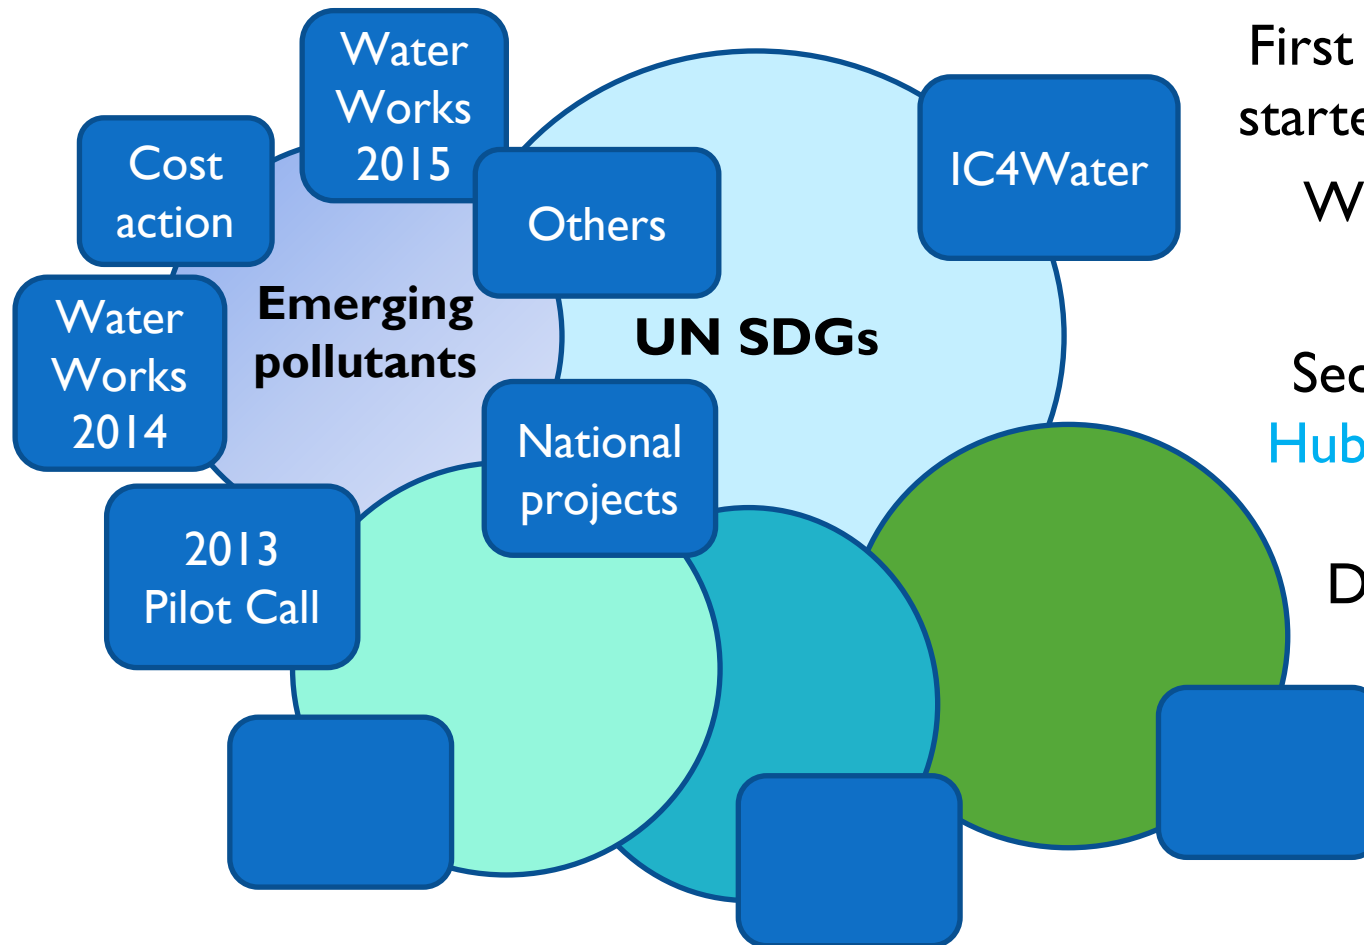 Water
Works
2015
Cost
action
Others
IC4Water
Emerging
pollutants
UN SDGs
Water
Works
2014
National
projects
2013
Pilot Call
First
starte
W
Sec
Hub
D